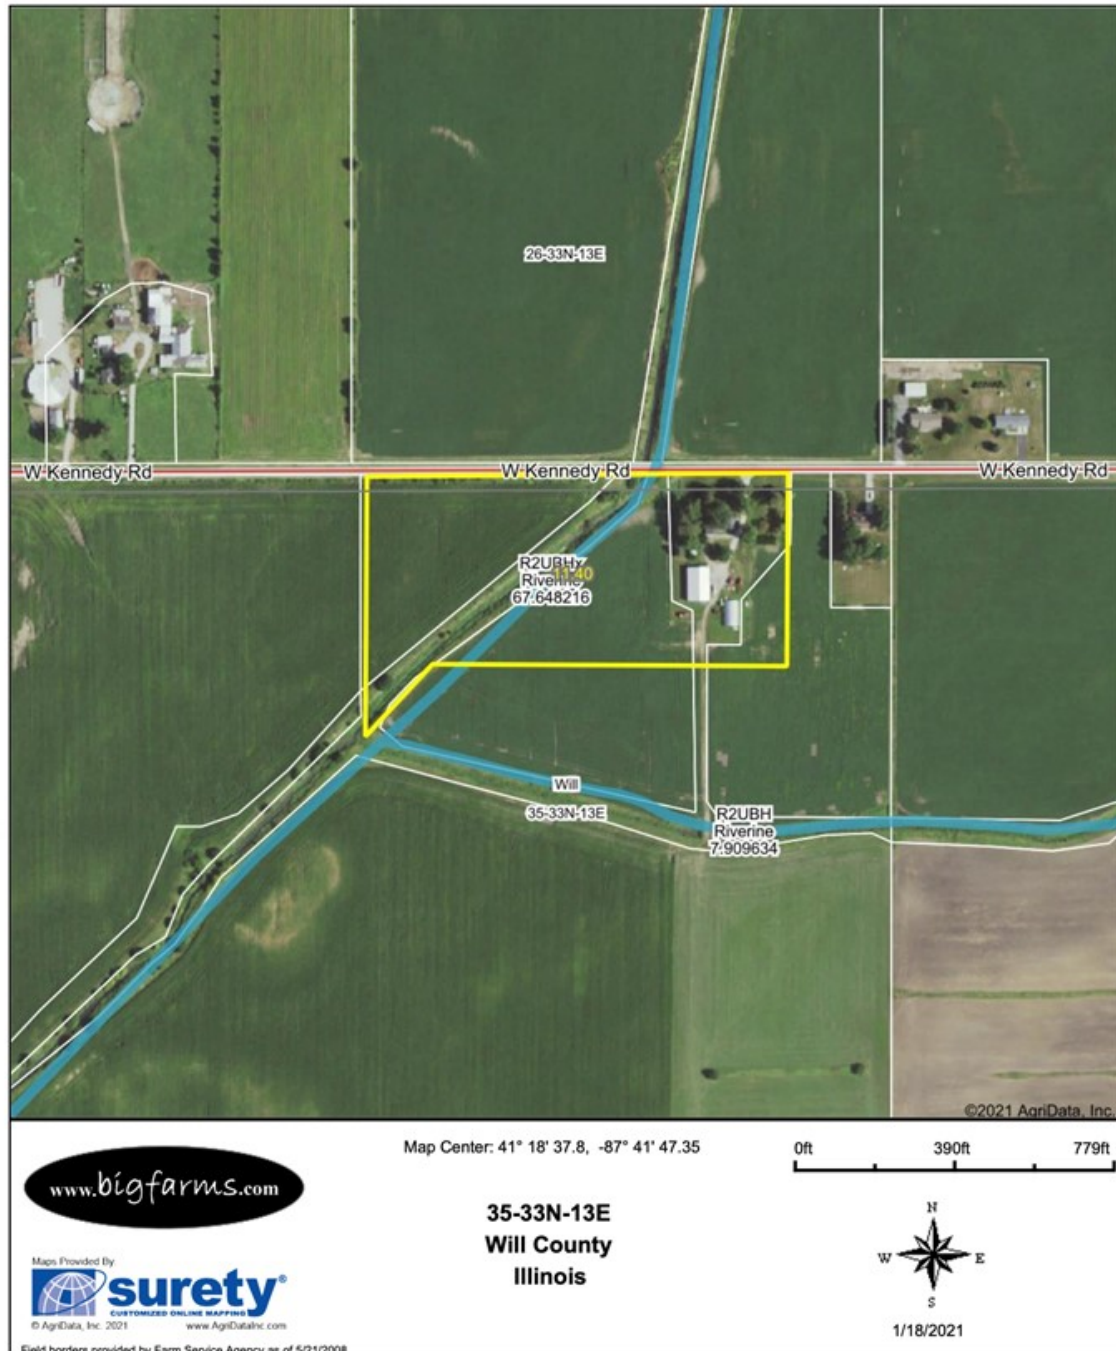 26-33N-13E
W Kennedy Rd
W Kennedy Rd
W Kennedy Rd
R2UBHx
Riverine
67.648216
11.40
Will
35-33N-13E
R2UBH
Riverine
7.909634
©2021 AgriData, Inc.
www.bigfarms.com
Map Center: 41° 18' 37.8, -87° 41' 47.35
0ft 390ft 779ft
35-33N-13E
Will County
Illinois
N
W E
S
1/18/2021
Maps Provided By:
surety®
CUSTOMIZED ONLINE MAPPING
© AgriData, Inc. 2021 www.AgriDataInc.com
Field borders provided by Farm Service Agency as of 5/21/2008.